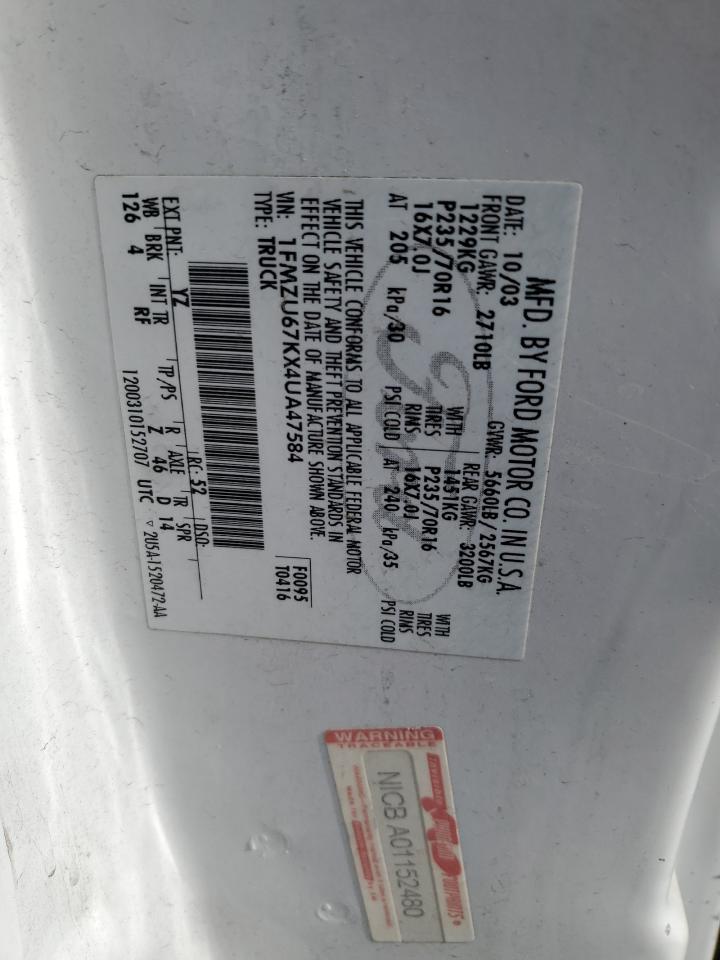 MFD. BY FORD MOTOR CO. IN U.S.A.
DATE: 10/03 GVWR: 5660LB / 2567KG
FRONT GAWR: 2710LB REAR GAWR: 3200LB
1229KG WITH 1451KG WITH
P235/70R16 TIRES P235/70R16 TIRES
16X7.0J RIMS 16X7.0J RIMS
AT 205 kPa/30 PSI COLD AT 240 kPa/35 PSI COLD
THIS VEHICLE CONFORMS TO ALL APPLICABLE FEDERAL MOTOR
VEHICLE SAFETY AND THEFT PREVENTION STANDARDS IN
EFFECT ON THE DATE OF MANUFACTURE SHOWN ABOVE.
VIN: 1FMZU67KX4UA47584 F0095
TYPE: TRUCK T0416
EXT PNT: YZ RC: 52 DSO:
WB BRK INT TR TP/PS R AXLE TR SPR
126 4 RF Z 46 D 14
1200310152707 UTC ▽ 2U5A-1520472-AA
WARNING
TRACEABLE
NICB A01152480